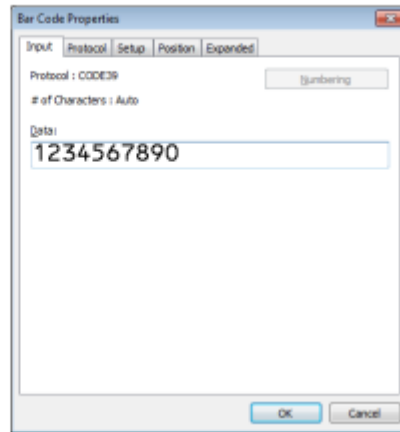 Bar Code Properties
Input Protocol Setup Position Expanded
Protocol : CODE39
Numbering
# of Characters : Auto
Data:
1234567890
OK Cancel